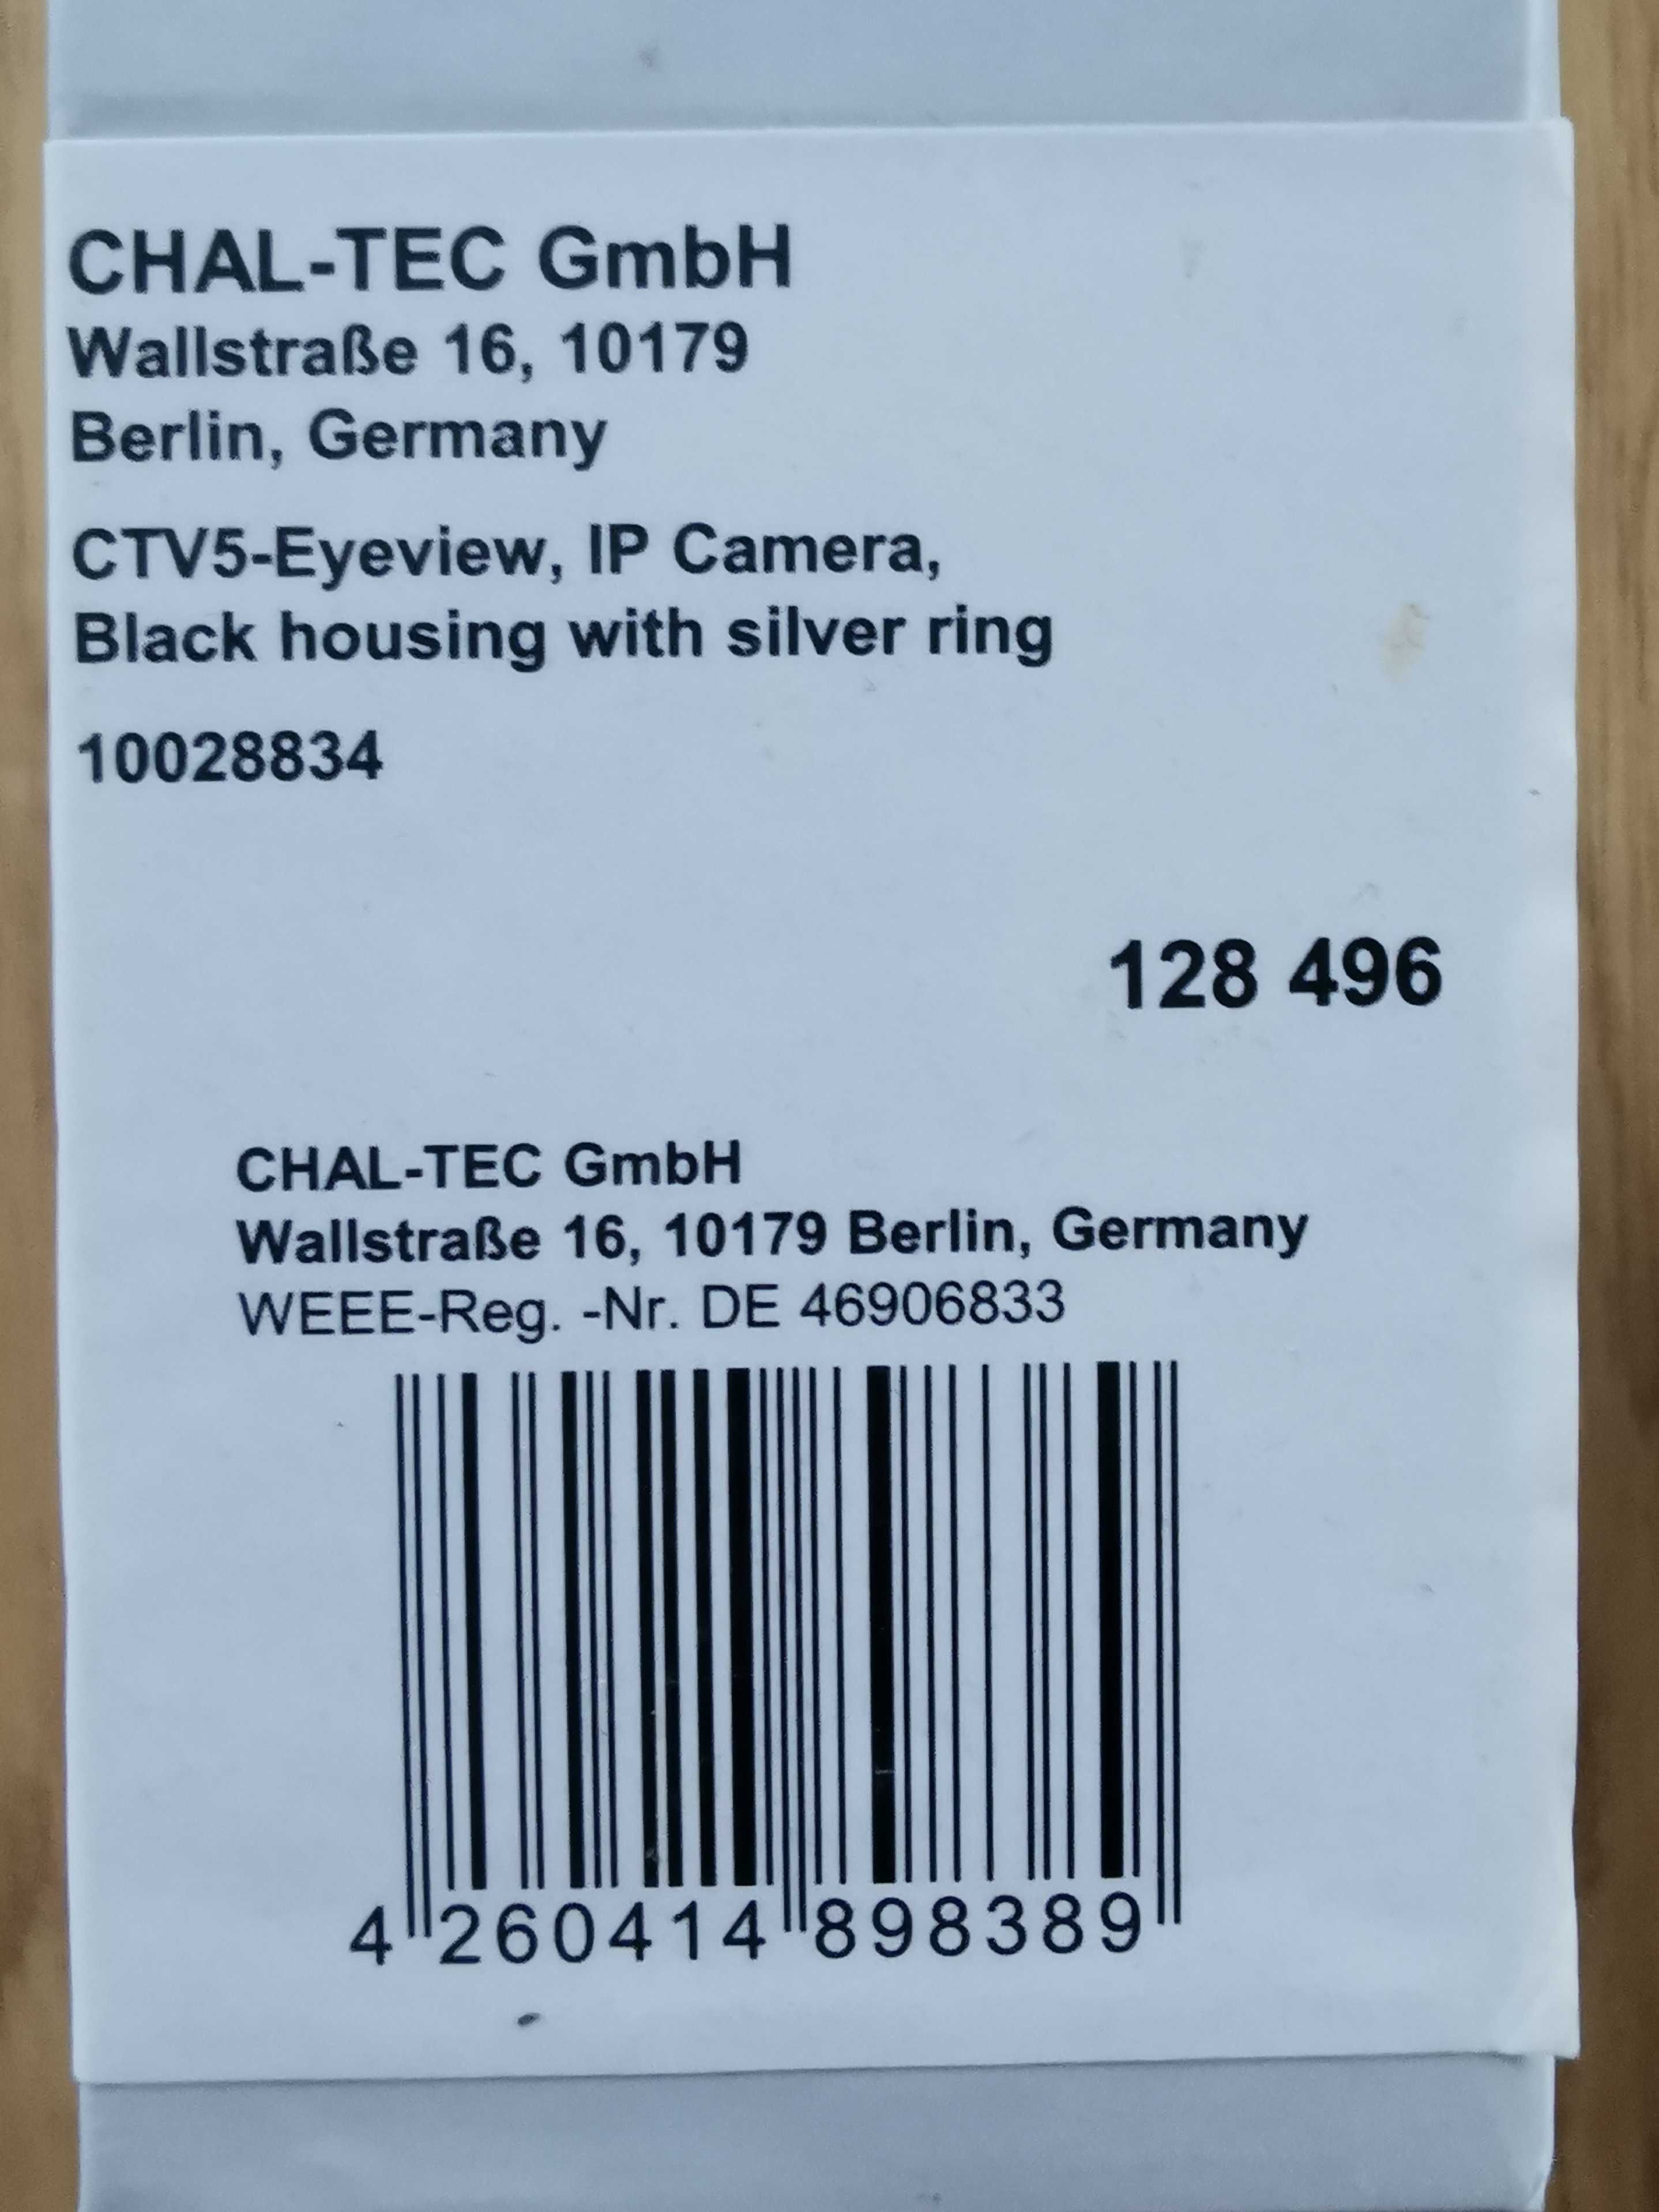 CHAL-TEC GmbH
Wallstraße 16, 10179
Berlin, Germany
CTV5-Eyeview, IP Camera,
Black housing with silver ring
10028834
128 496
CHAL-TEC GmbH
Wallstraße 16, 10179 Berlin, Germany
WEEE-Reg. -Nr. DE 46906833
4 260414 898389